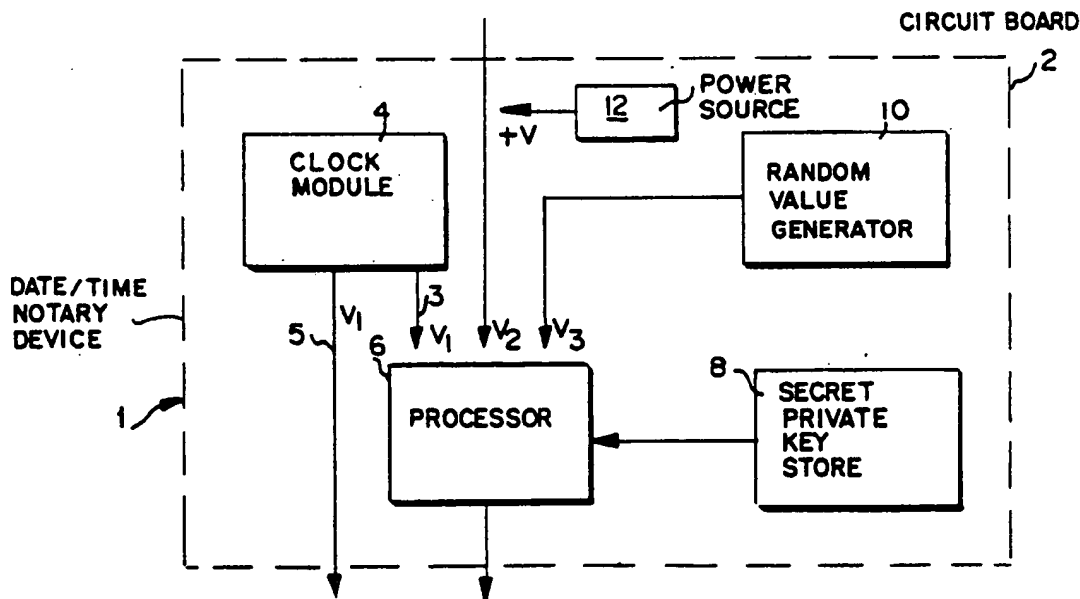 CIRCUIT BOARD
2
POWER
SOURCE
12
+V
4
CLOCK
MODULE
10
RANDOM
VALUE
GENERATOR
DATE/TIME
NOTARY
DEVICE
3
V1
5
V1
V2
V3
6
PROCESSOR
8
SECRET
PRIVATE
KEY
STORE
1